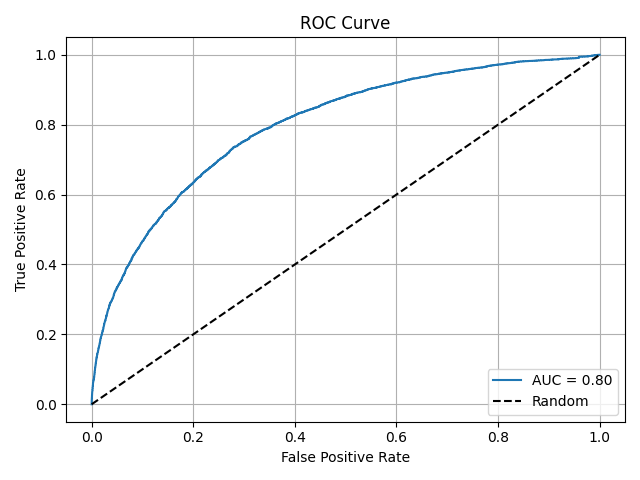 ROC Curve
True Positive Rate
1.0
0.8
0.6
0.4
0.2
0.0
0.0 0.2 0.4 0.6 0.8 1.0
False Positive Rate
AUC = 0.80
Random